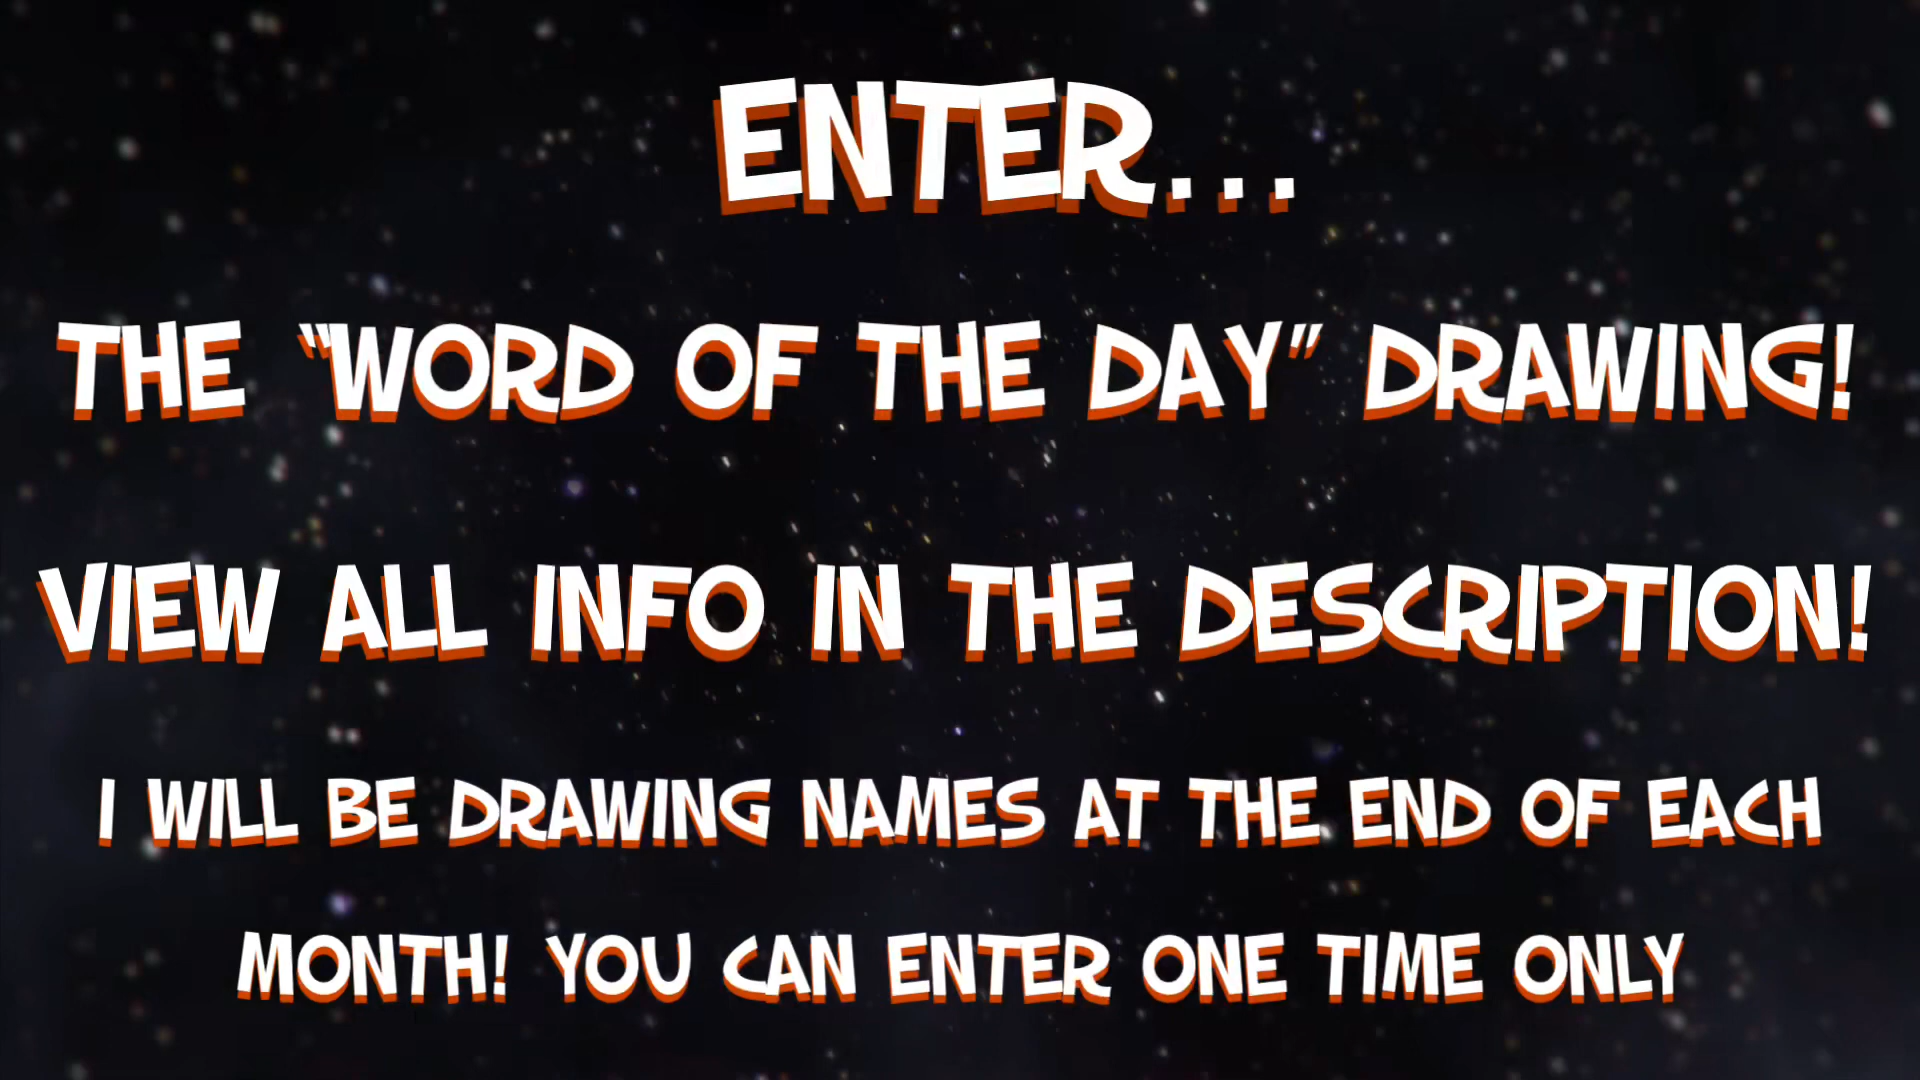 ENTER...
THE “WORD OF THE DAY” DRAWING!
VIEW ALL INFO IN THE DESCRIPTION!
I WILL BE DRAWING NAMES AT THE END OF EACH
MONTH! YOU CAN ENTER ONE TIME ONLY